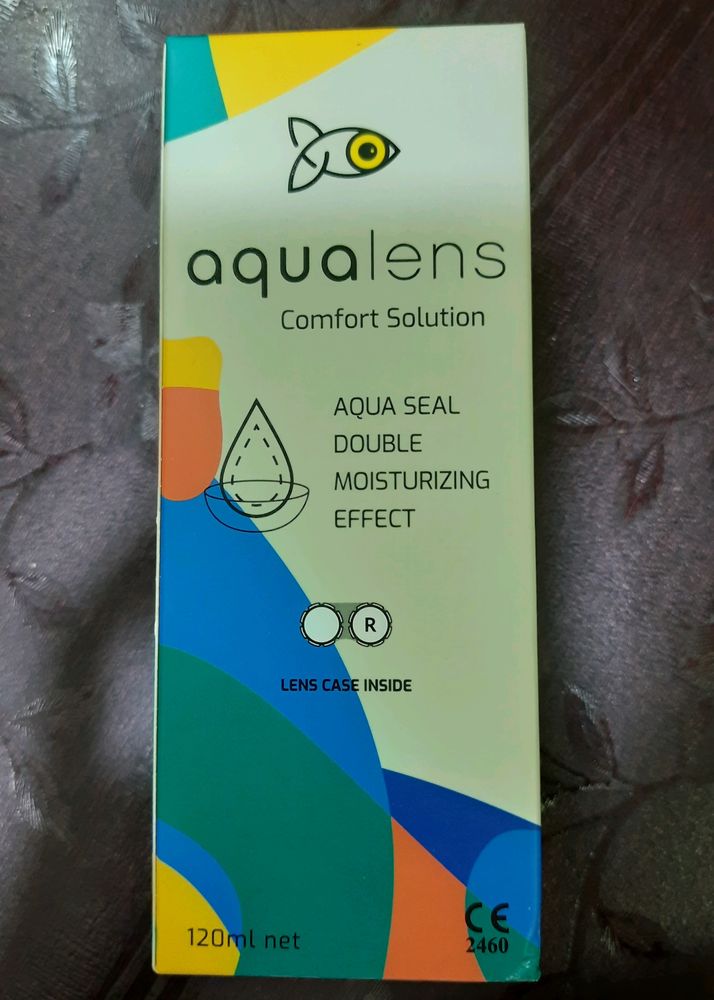 aqualens
Comfort Solution
AQUA SEAL
DOUBLE
MOISTURIZING
EFFECT
R
LENS CASE INSIDE
120ml net
CE
2460